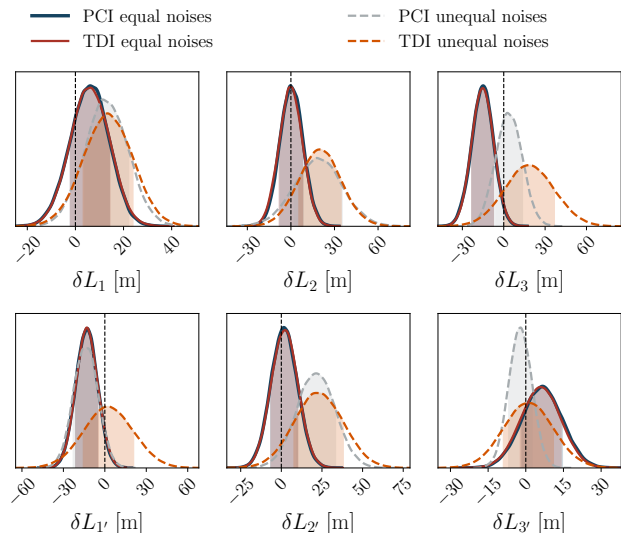 PCI equal noises PCI unequal noises
TDI equal noises TDI unequal noises
−20 0 20 40
−30 0 30 60
−30 0 30 60
δL₁ [m] δL₂ [m] δL₃ [m]
−60 −30 0 30 60
−25 0 25 50 75
−30 −15 0 15 30
δL₁′ [m] δL₂′ [m] δL₃′ [m]